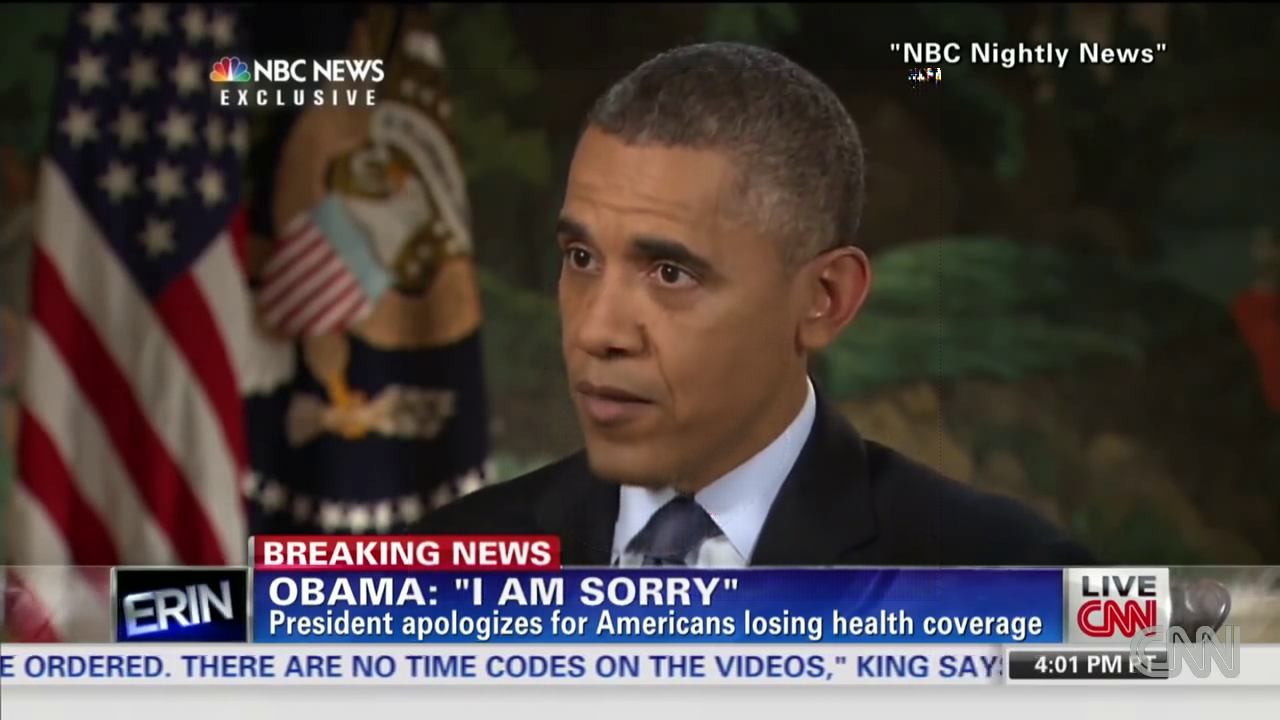 NBC NEWS
EXCLUSIVE
"NBC Nightly News"
BREAKING NEWS
ERIN
OBAMA: "I AM SORRY"
President apologizes for Americans losing health coverage
LIVE
CNN
E ORDERED. THERE ARE NO TIME CODES ON THE VIDEOS," KING SAYS
4:01 PM PT
CNN